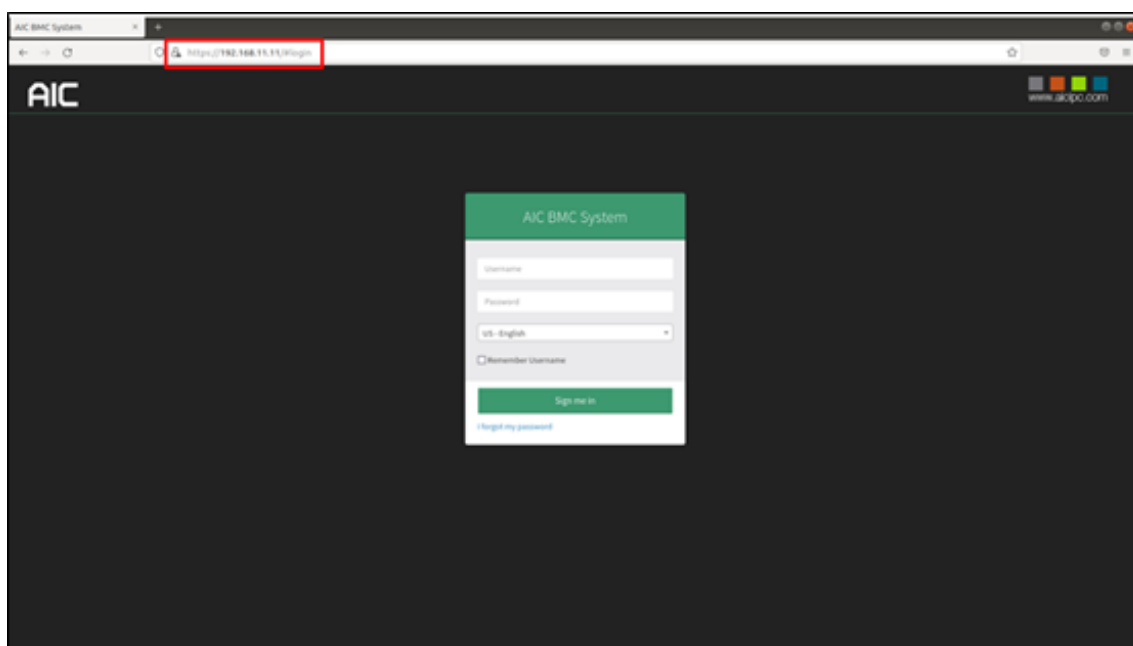 AIC BMC System
https://192.168.11.11/#login
AIC
www.aicipc.com
AIC BMC System
Username
Password
US - English
Remember Username
Sign me in
I forgot my password